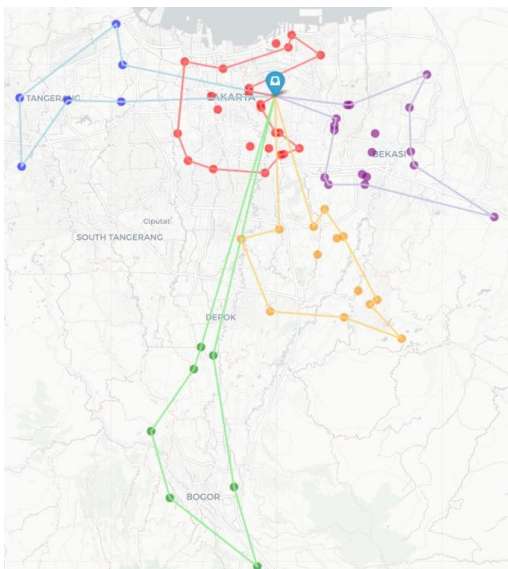 JAKARTA
TANGERANG
BEKASI
Ciputat
SOUTH TANGERANG
DEPOK
BOGOR